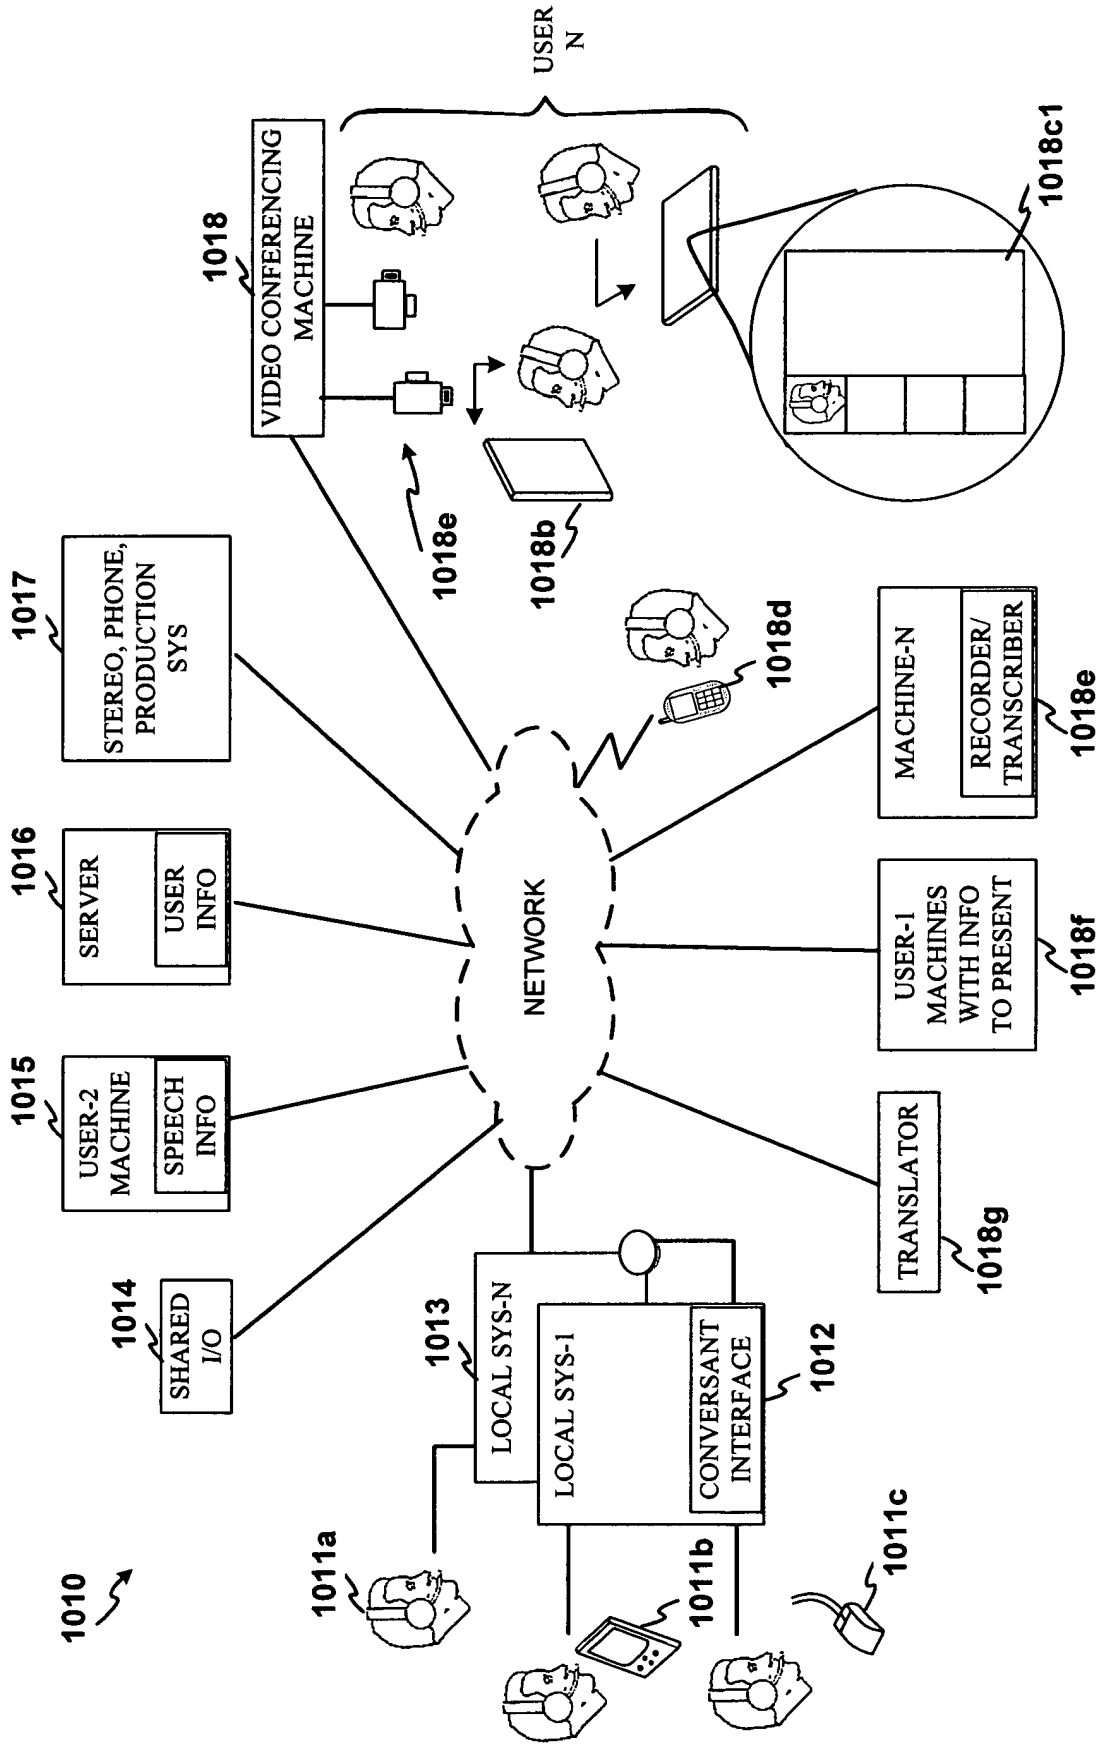 1010
1011a
1011b
1011c
SHARED
I/O
1014
USER-2
MACHINE
SPEECH
INFO
1015
SERVER
USER
INFO
1016
STEREO, PHONE,
PRODUCTION
SYS
1017
VIDEO CONFERENCING
MACHINE
1018
USER
N
1018e
1018b
1018c1
1018d
NETWORK
LOCAL SYS-N
1013
LOCAL SYS-1
CONVERSANT
INTERFACE
1012
TRANSLATOR
1018g
USER-1
MACHINES
WITH INFO
TO PRESENT
1018f
MACHINE-N
RECORDER/
TRANSCRIBER
1018e